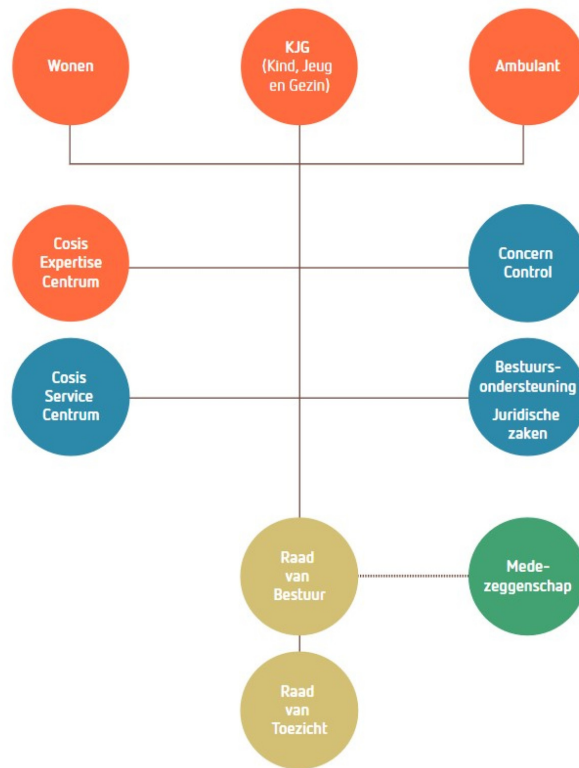 Wonen
KJG
(Kind, Jeug
en Gezin)
Ambulant
Cosis
Expertise
Centrum
Concern
Control
Cosis
Service
Centrum
Bestuurs-
ondersteuning
Juridische
zaken
Raad
van
Bestuur
Mede-
zeggenschap
Raad
van
Toezicht